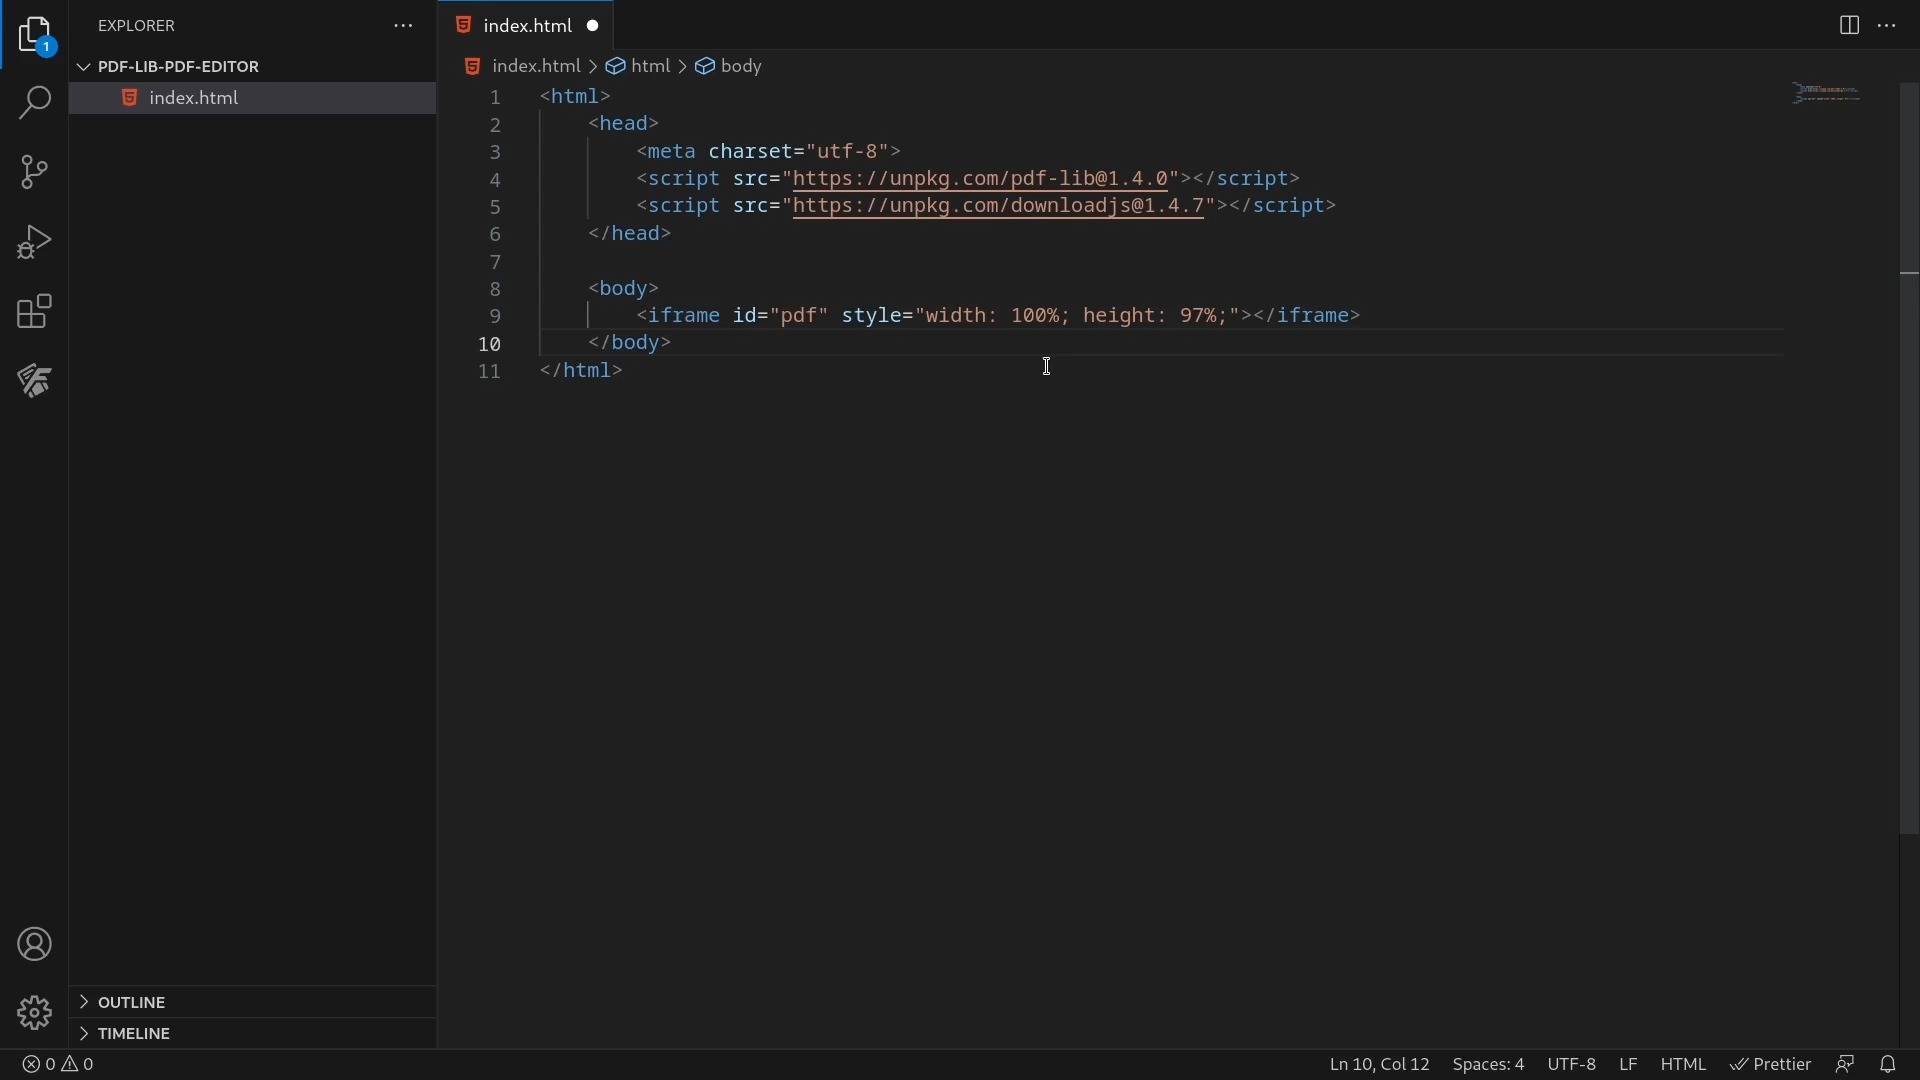 1
EXPLORER
PDF-LIB-PDF-EDITOR
index.html
OUTLINE
TIMELINE
index.html
index.html html body
1 <html>
2     <head>
3         <meta charset="utf-8">
4         <script src="https://unpkg.com/pdf-lib@1.4.0"></script>
5         <script src="https://unpkg.com/downloadjs@1.4.7"></script>
6     </head>
7
8     <body>
9         <iframe id="pdf" style="width: 100%; height: 97%;"></iframe>
10     </body>
11 </html>
0 0 Ln 10, Col 12 Spaces: 4 UTF-8 LF HTML Prettier